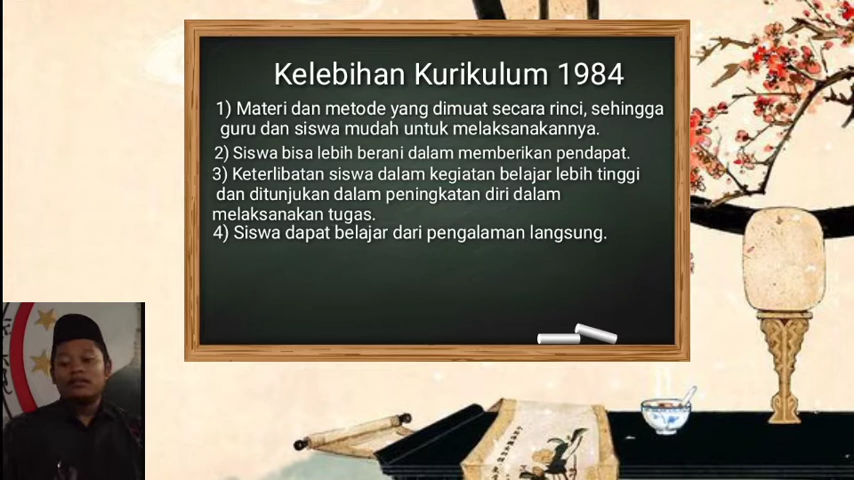 Kelebihan Kurikulum 1984
1) Materi dan metode yang dimuat secara rinci, sehingga
guru dan siswa mudah untuk melaksanakannya.
2) Siswa bisa lebih berani dalam memberikan pendapat.
3) Keterlibatan siswa dalam kegiatan belajar lebih tinggi
dan ditunjukan dalam peningkatan diri dalam
melaksanakan tugas.
4) Siswa dapat belajar dari pengalaman langsung.